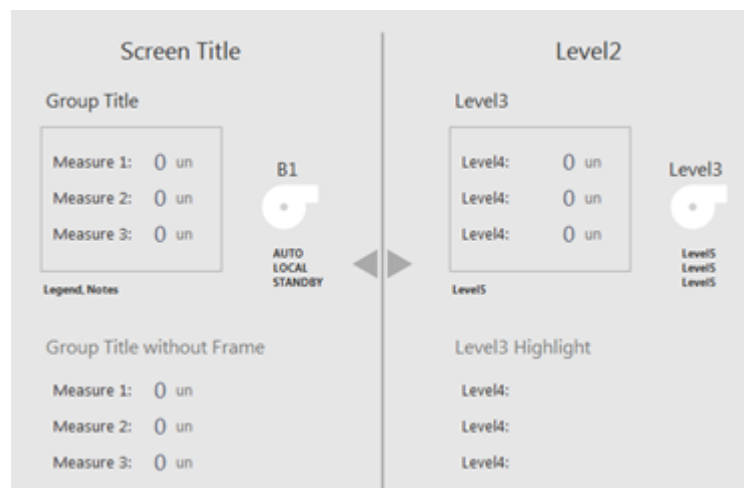 Screen Title
Group Title
Measure 1: 0 un
Measure 2: 0 un
Measure 3: 0 un
B1
AUTO
LOCAL
STANDBY
Legend, Notes
Group Title without Frame
Measure 1: 0 un
Measure 2: 0 un
Measure 3: 0 un
Level2
Level3
Level4: 0 un
Level4: 0 un
Level4: 0 un
Level3
Level5
Level5
Level5
Level5
Level3 Highlight
Level4:
Level4:
Level4: